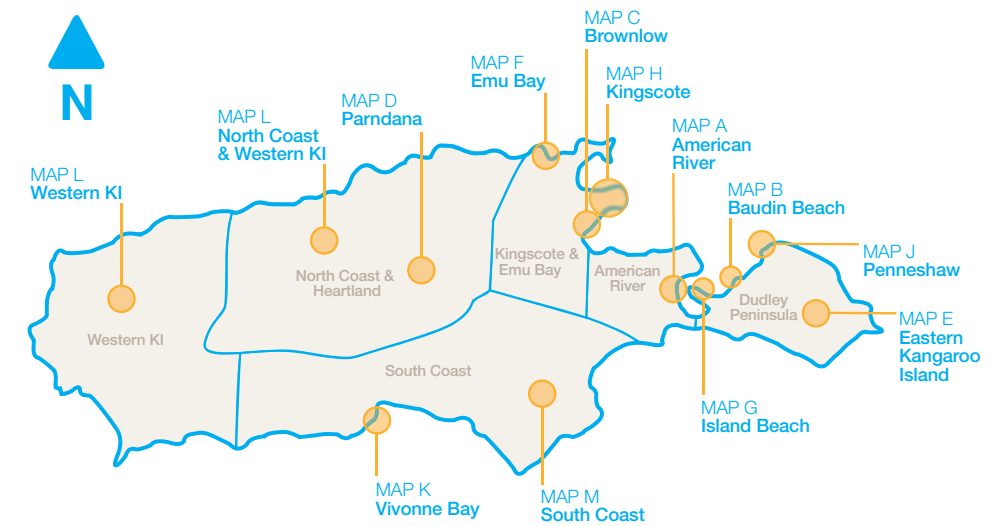 MAP C
Brownlow
MAP F
Emu Bay
MAP H
Kingscote
MAP D
Parndana
MAP L
North Coast
& Western KI
MAP A
American
River
MAP L
Western KI
MAP B
Baudin Beach
N
MAP J
Penneshaw
Kingscote &
Emu Bay
North Coast &
Heartland
American
River
Dudley
Peninsula
Western KI
MAP E
Eastern
Kangaroo
Island
South Coast
MAP G
Island Beach
MAP K
Vivonne Bay
MAP M
South Coast